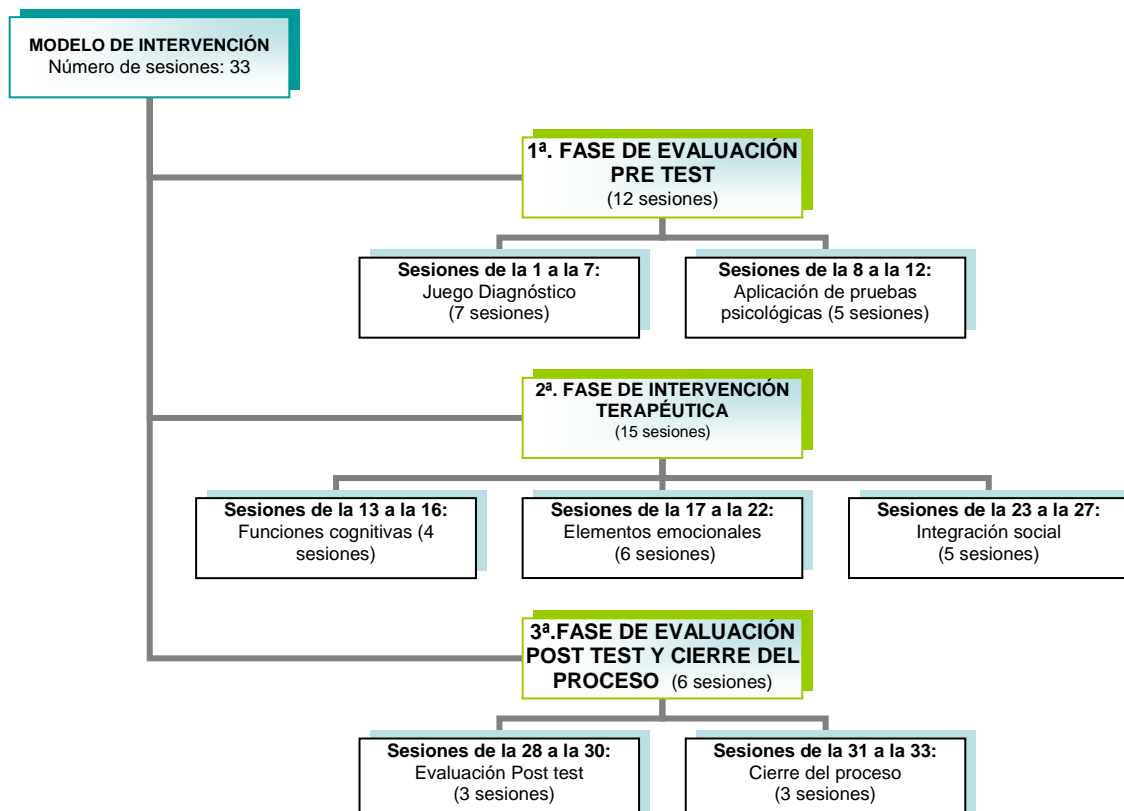 MODELO DE INTERVENCIÓN
Número de sesiones: 33
1ª. FASE DE EVALUACIÓN
PRE TEST
(12 sesiones)
Sesiones de la 1 a la 7:
Juego Diagnóstico
(7 sesiones)
Sesiones de la 8 a la 12:
Aplicación de pruebas
psicológicas (5 sesiones)
2ª. FASE DE INTERVENCIÓN
TERAPÉUTICA
(15 sesiones)
Sesiones de la 13 a la 16:
Funciones cognitivas (4
sesiones)
Sesiones de la 17 a la 22:
Elementos emocionales
(6 sesiones)
Sesiones de la 23 a la 27:
Integración social
(5 sesiones)
3ª.FASE DE EVALUACIÓN
POST TEST Y CIERRE DEL
PROCESO (6 sesiones)
Sesiones de la 28 a la 30:
Evaluación Post test
(3 sesiones)
Sesiones de la 31 a la 33:
Cierre del proceso
(3 sesiones)